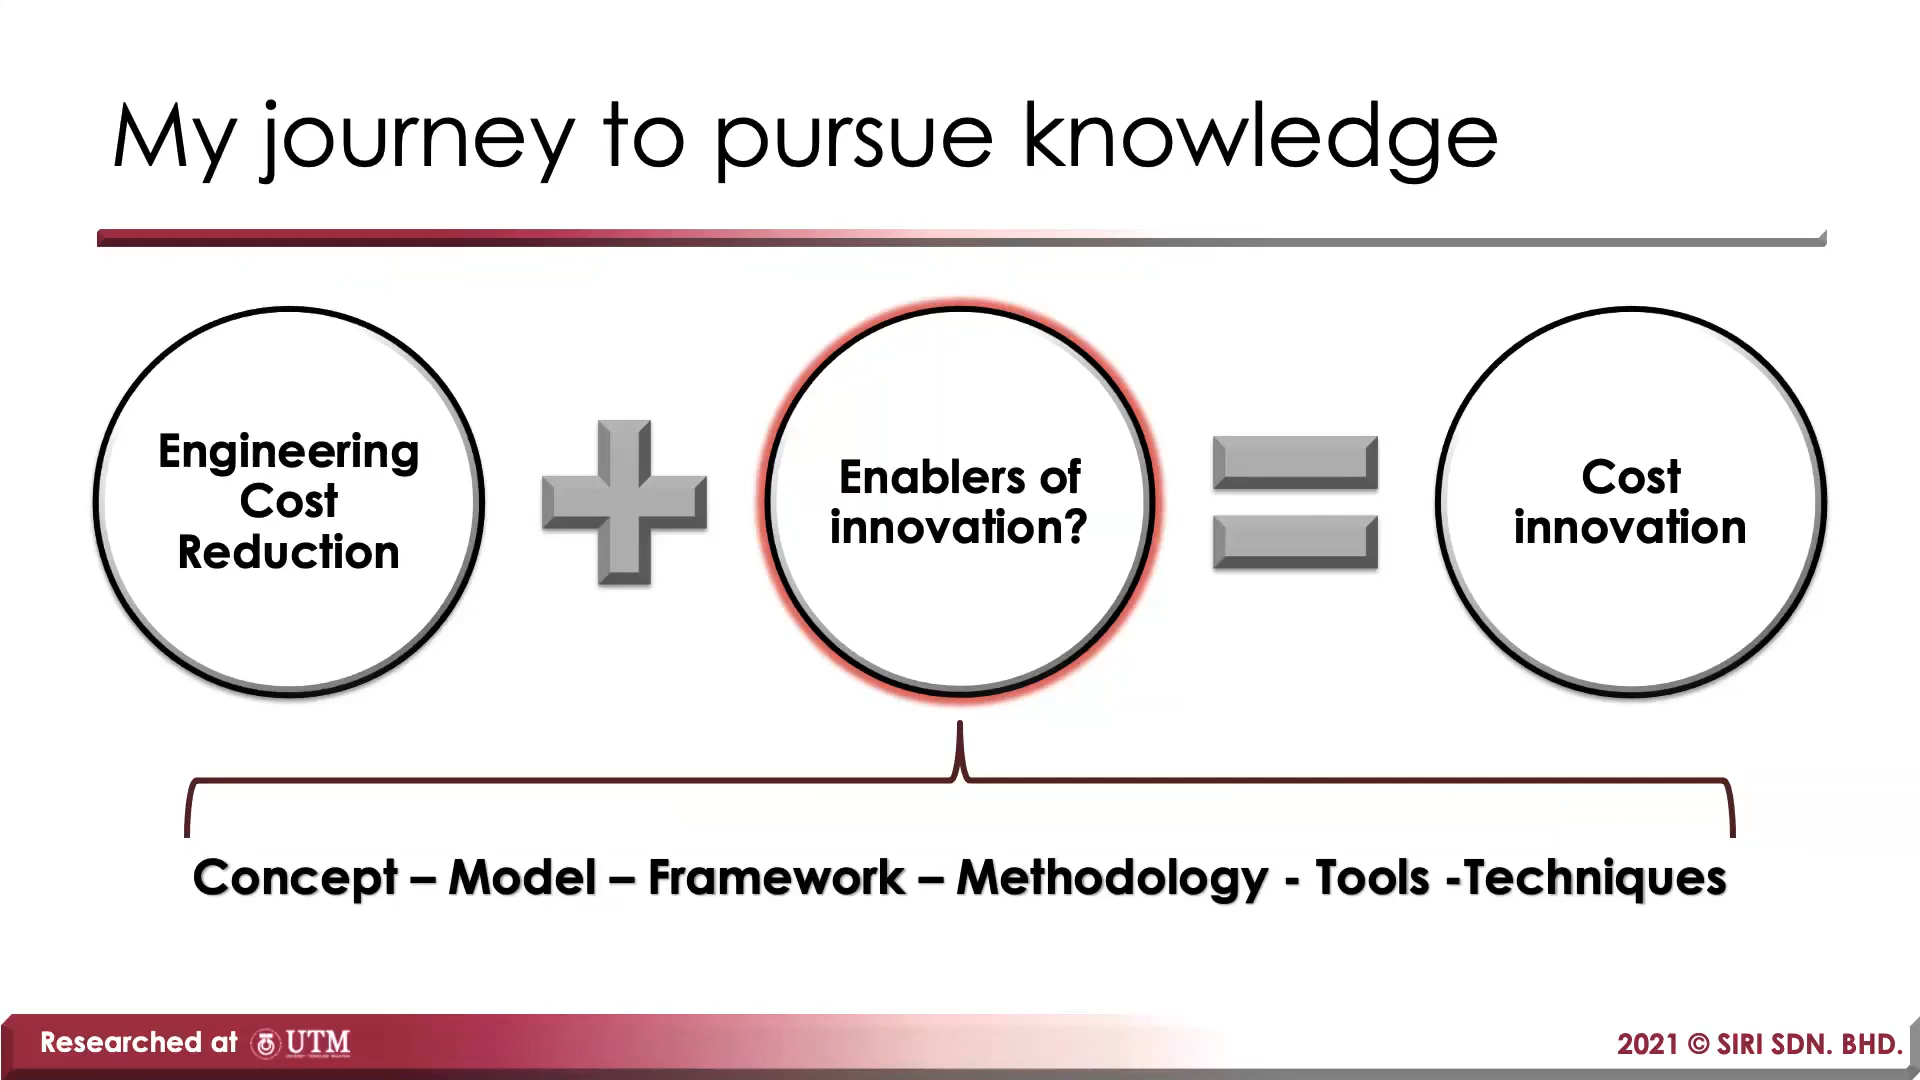 My journey to pursue knowledge
Engineering
Cost
Reduction
Enablers of
innovation?
Cost
innovation
Concept – Model – Framework – Methodology - Tools -Techniques
Researched at UTM
2021 © SIRI SDN. BHD.